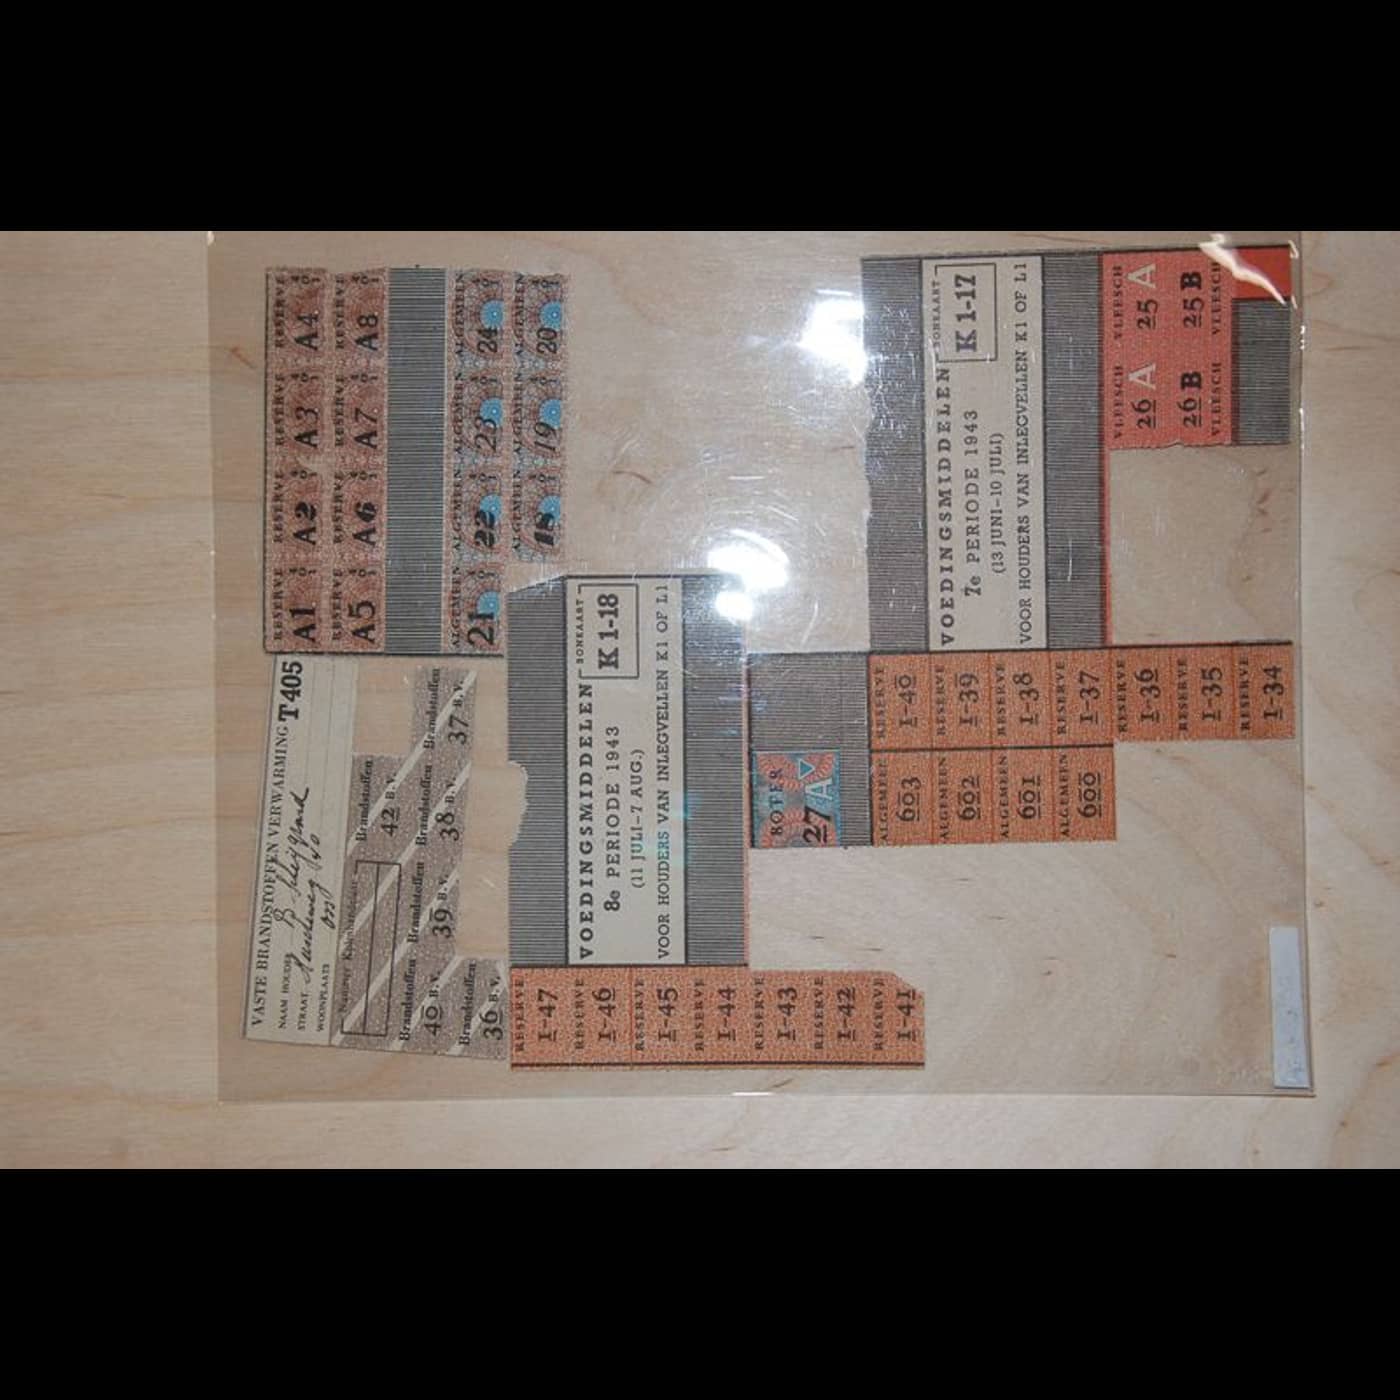 VASTE BRANDSTOFFEN VERWARMING T405
NAAM HOUDER
STRAAT
WOONPLAATS
Nummer
Brandstoffen
42 B.V.
Brandstoffen
37 B.V.
Brandstoffen
38 B.V.
Brandstoffen
39 B.V.
Brandstoffen
40 B.V.
Brandstoffen
36 B.V.
RESERVE RESERVE RESERVE RESERVE
A1 A2 A3 A4
RESERVE RESERVE RESERVE RESERVE
A5 A6 A7 A8
ALGEMEEN ALGEMEEN ALGEMEEN ALGEMEEN
21 22 23 24
ALGEMEEN ALGEMEEN ALGEMEEN
18 19 20
BONKAART
K 1-18
VOEDINGSMIDDELEN
8e PERIODE 1943
(11 JULI–7 AUG.)
VOOR HOUDERS VAN INLEGVELLEN K1 OF L1
RESERVE
I-47
RESERVE
I-46
RESERVE
I-45
RESERVE
I-44
RESERVE
I-43
RESERVE
I-42
RESERVE
I-41
BOTER
27A
BONKAART
K 1-17
VOEDINGSMIDDELEN
7e PERIODE 1943
(13 JUNI–10 JULI)
VOOR HOUDERS VAN INLEGVELLEN K1 OF L1
VLEESCH VLEESCH
26 A 25 A
26 B 25 B
VLEESCH VLEESCH
RESERVE
I-40
RESERVE
I-39
RESERVE
I-38
RESERVE
I-37
RESERVE
I-36
RESERVE
I-35
RESERVE
I-34
ALGEMEEN
603
ALGEMEEN
602
ALGEMEEN
601
ALGEMEEN
600